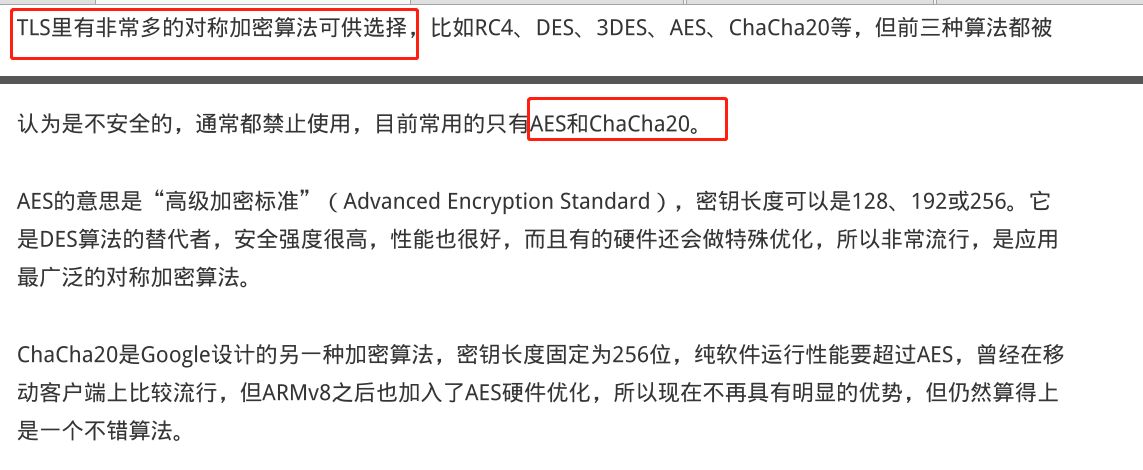 TLS里有非常多的对称加密算法可供选择，比如RC4、DES、3DES、AES、ChaCha20等，但前三种算法都被
认为是不安全的，通常都禁止使用，目前常用的只有AES和ChaCha20。
AES的意思是“高级加密标准”（Advanced Encryption Standard），密钥长度可以是128、192或256。它
是DES算法的替代者，安全强度很高，性能也很好，而且有的硬件还会做特殊优化，所以非常流行，是应用
最广泛的对称加密算法。
ChaCha20是Google设计的另一种加密算法，密钥长度固定为256位，纯软件运行性能要超过AES，曾经在移
动客户端上比较流行，但ARMv8之后也加入了AES硬件优化，所以现在不再具有明显的优势，但仍然算得上
是一个不错算法。